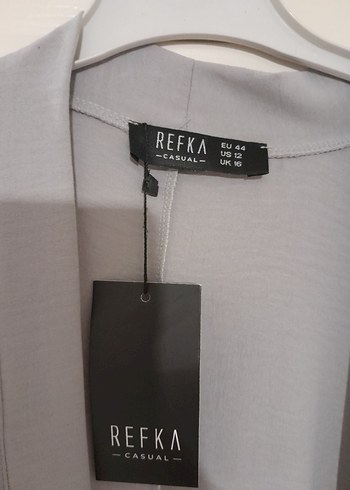 REFKA
CASUAL
EU 44
US 12
UK 16
REFKA
CASUAL